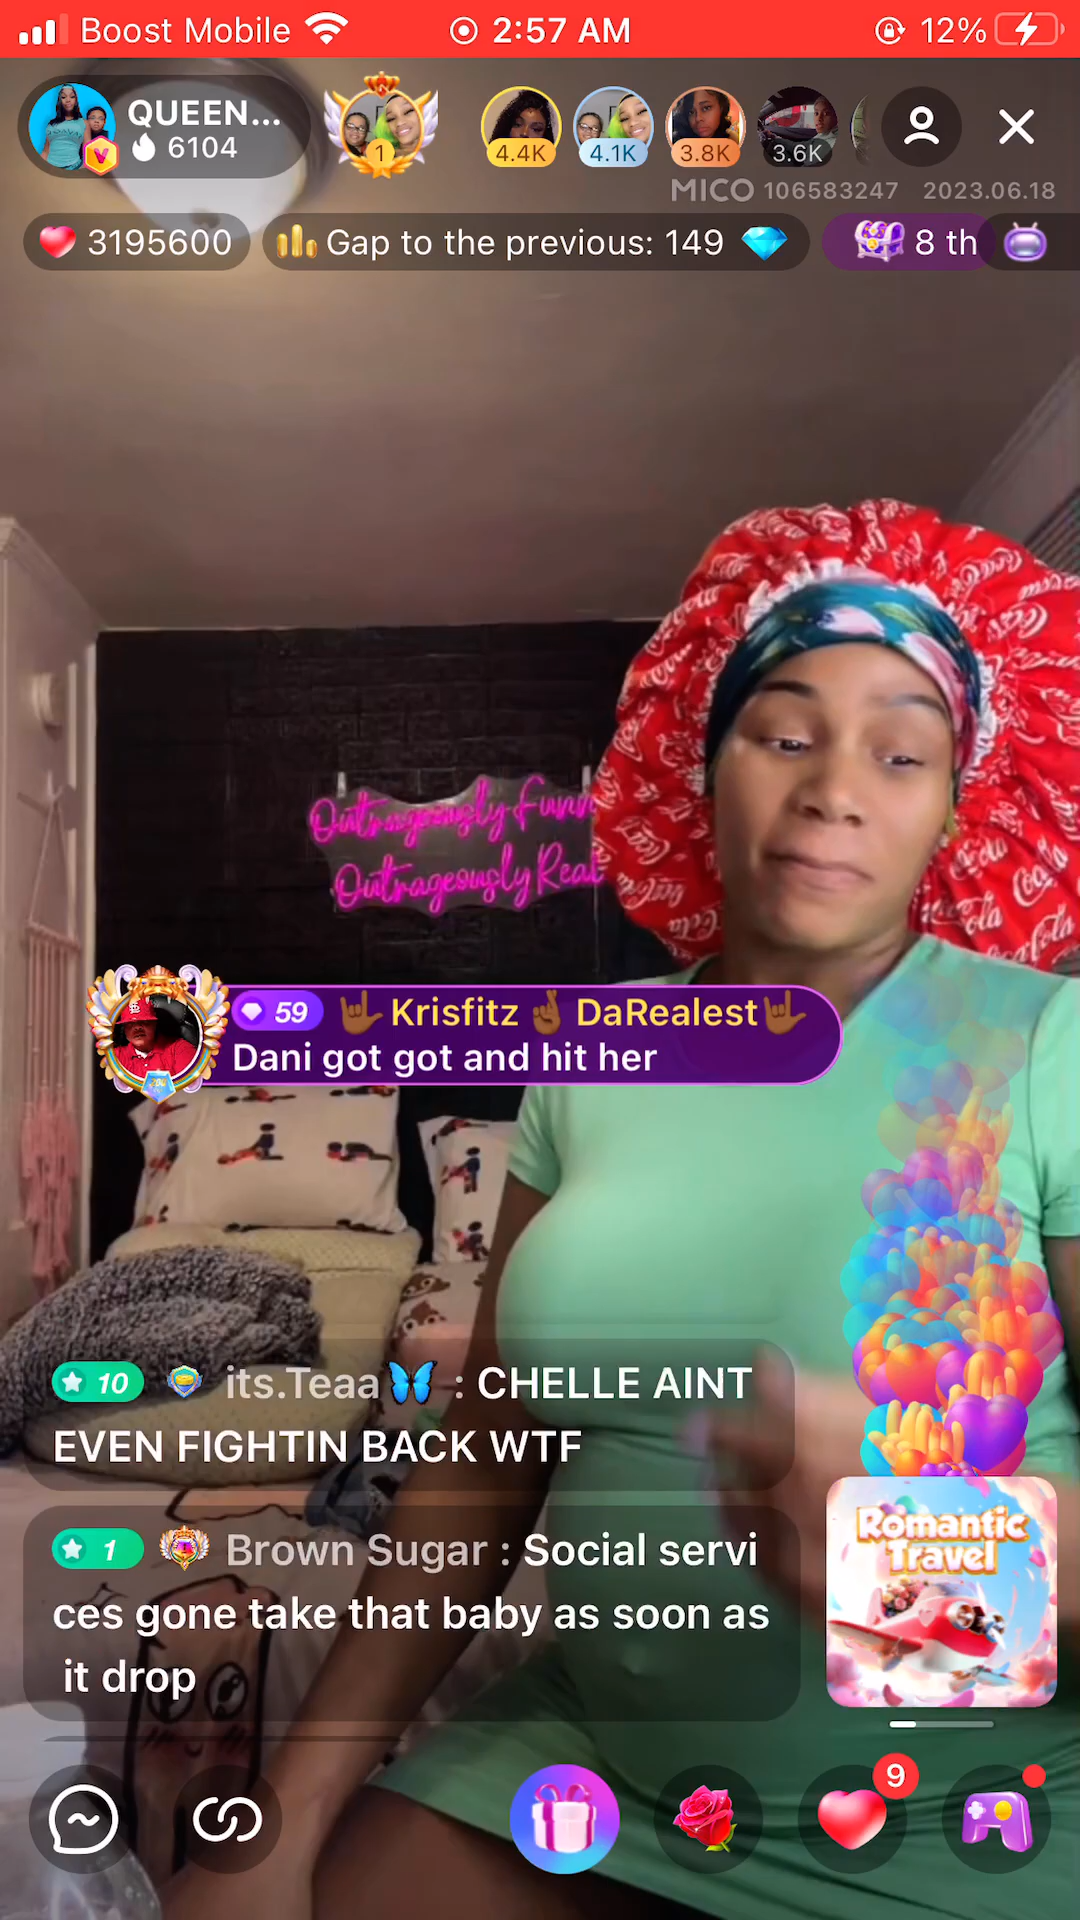 Boost Mobile
2:57 AM
12%
QUEEN...
6104
1
4.4K
4.1K
3.8K
3.6K
MICO 106583247 2023.06.18
3195600
Gap to the previous: 149
8 th
Outrageously Funn
Outrageously Real
59 🤟Krisfitz🤞DaRealest🤟
Dani got got and hit her
10 its.Teaa🦋 : CHELLE AINT
EVEN FIGHTIN BACK WTF
1 Brown Sugar : Social servi
ces gone take that baby as soon as
it drop
Romantic
Travel
9
Coca-Cola